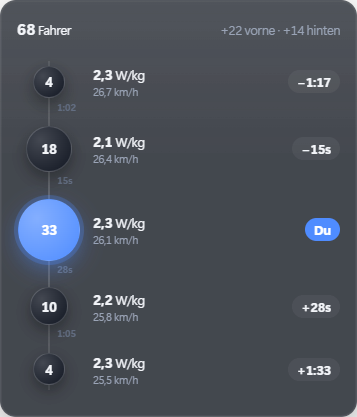 68 Fahrer +22 vorne · +14 hinten
4 2,3 W/kg –1:17
26,7 km/h
1:02
18 2,1 W/kg –15s
26,4 km/h
15s
33 2,3 W/kg Du
26,1 km/h
28s
10 2,2 W/kg +28s
25,8 km/h
1:05
4 2,3 W/kg +1:33
25,5 km/h